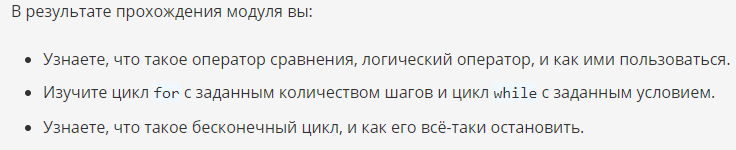 В результате прохождения модуля вы:
Узнаете, что такое оператор сравнения, логический оператор, и как ими пользоваться.
Изучите цикл for с заданным количеством шагов и цикл while с заданным условием.
Узнаете, что такое бесконечный цикл, и как его всё-таки остановить.